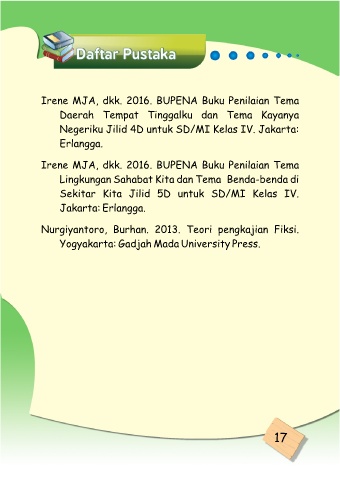 Daftar Pustaka
Irene MJA, dkk. 2016. BUPENA Buku Penilaian Tema
Daerah Tempat Tinggalku dan Tema Kayanya
Negeriku Jilid 4D untuk SD/MI Kelas IV. Jakarta:
Erlangga.
Irene MJA, dkk. 2016. BUPENA Buku Penilaian Tema
Lingkungan Sahabat Kita dan Tema Benda-benda di
Sekitar Kita Jilid 5D untuk SD/MI Kelas IV.
Jakarta: Erlangga.
Nurgiyantoro, Burhan. 2013. Teori pengkajian Fiksi.
Yogyakarta: Gadjah Mada University Press.
17